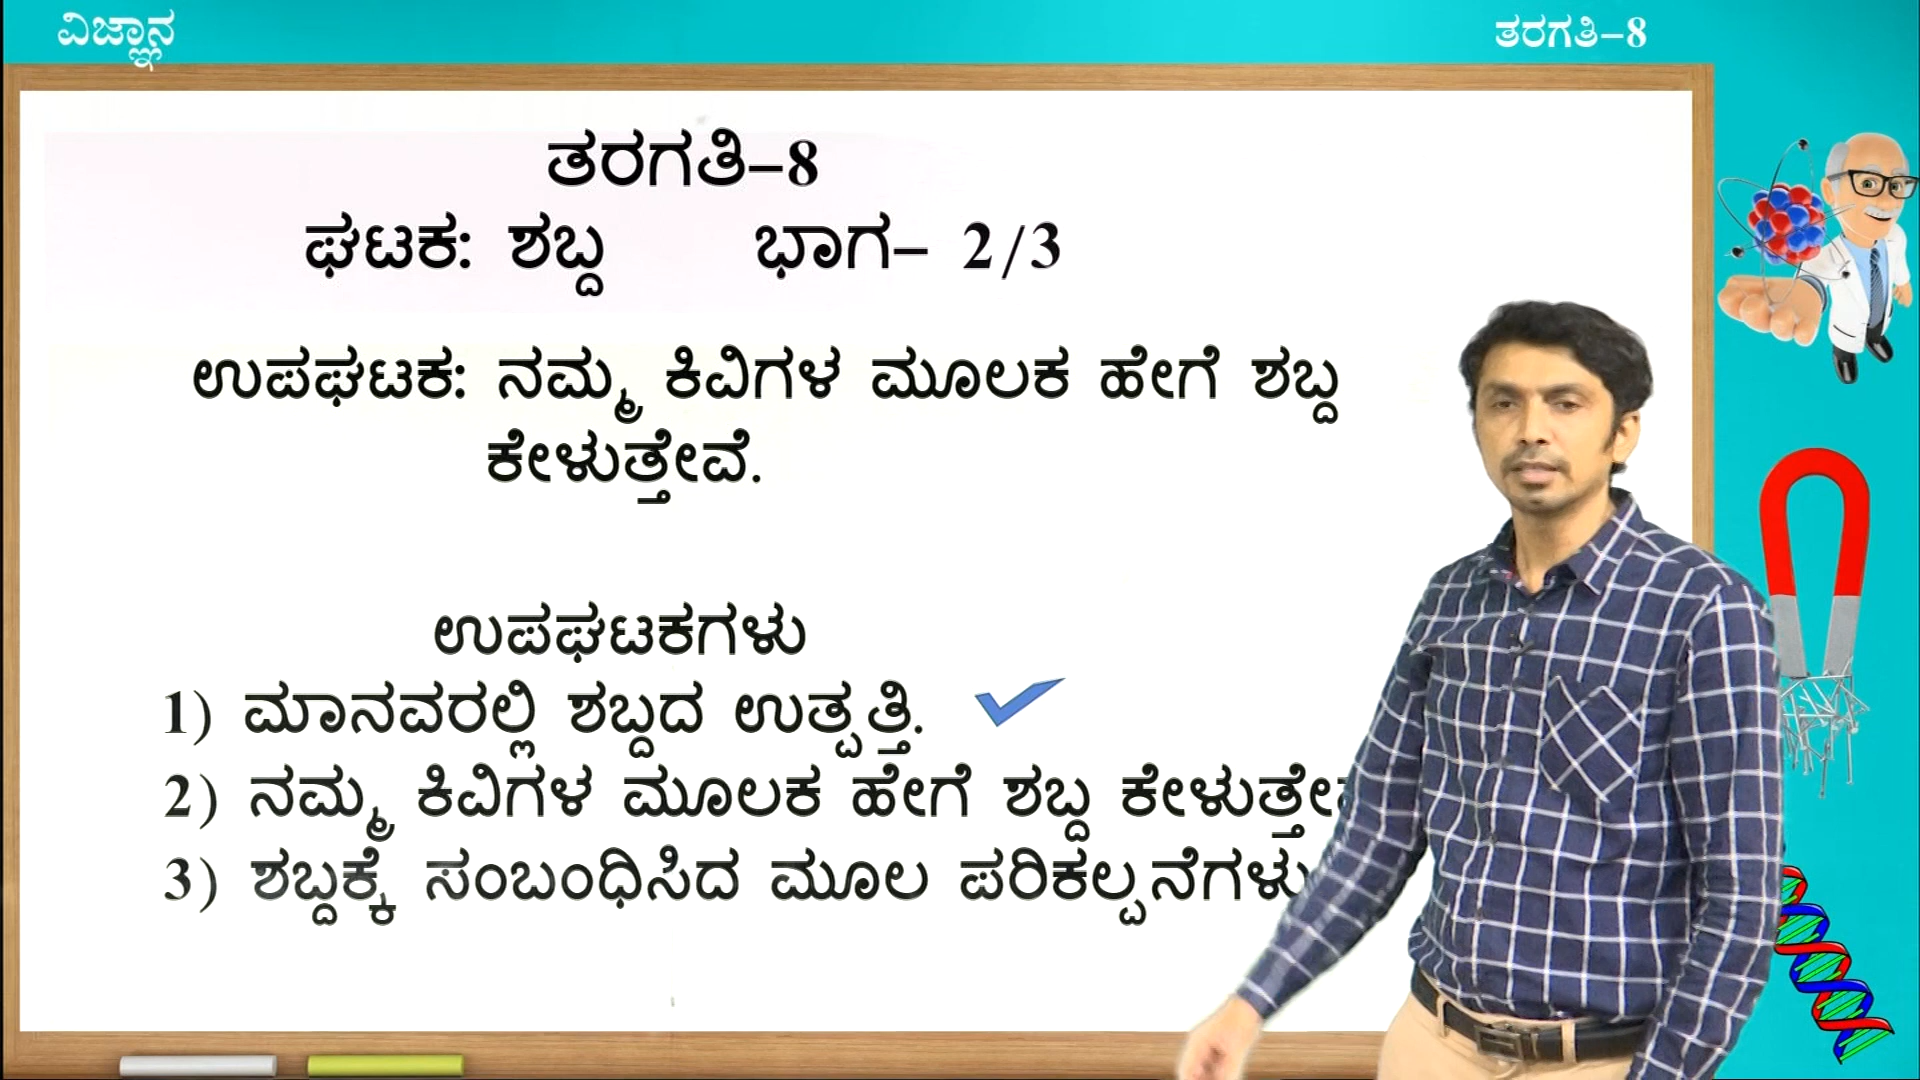 ವಿಜ್ಞಾನ
ತರಗತಿ–8
ತರಗತಿ–8
ಘಟಕ: ಶಬ್ದ ಭಾಗ– 2/3
ಉಪಘಟಕ: ನಮ್ಮ ಕಿವಿಗಳ ಮೂಲಕ ಹೇಗೆ ಶಬ್ದ
ಕೇಳುತ್ತೇವೆ.
ಉಪಘಟಕಗಳು
1) ಮಾನವರಲ್ಲಿ ಶಬ್ದದ ಉತ್ಪತ್ತಿ.
2) ನಮ್ಮ ಕಿವಿಗಳ ಮೂಲಕ ಹೇಗೆ ಶಬ್ದ
3) ಶಬ್ದಕ್ಕೆ ಸಂಬಂಧಿಸಿದ ಮೂಲ ಪರಿಕಲ್ಪನೆಗಳು